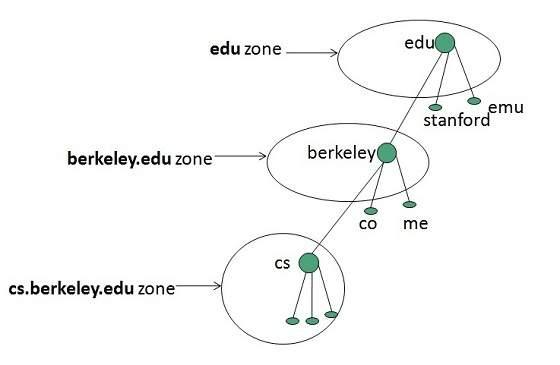 edu zone
edu
emu
stanford
berkeley.edu zone
berkeley
co
me
cs.berkeley.edu zone
cs